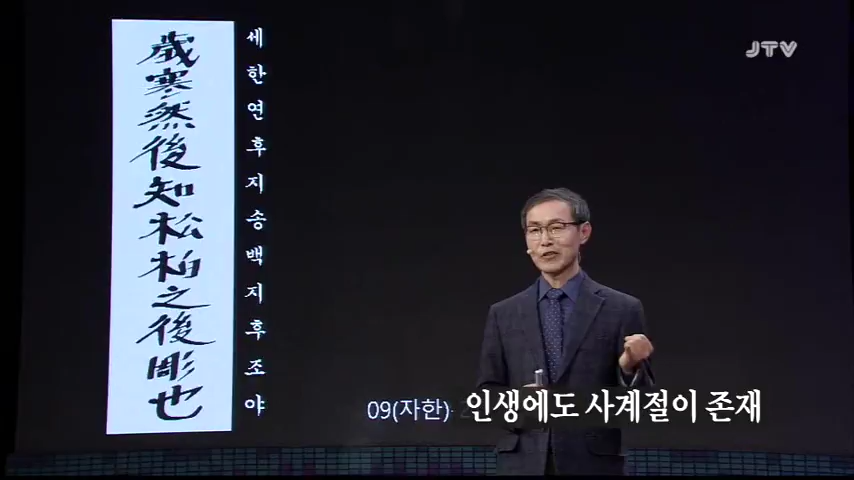 歲寒然後知松柏之後彫也
세한연후지송백지후조야
JTV
09(자한)
인생에도 사계절이 존재